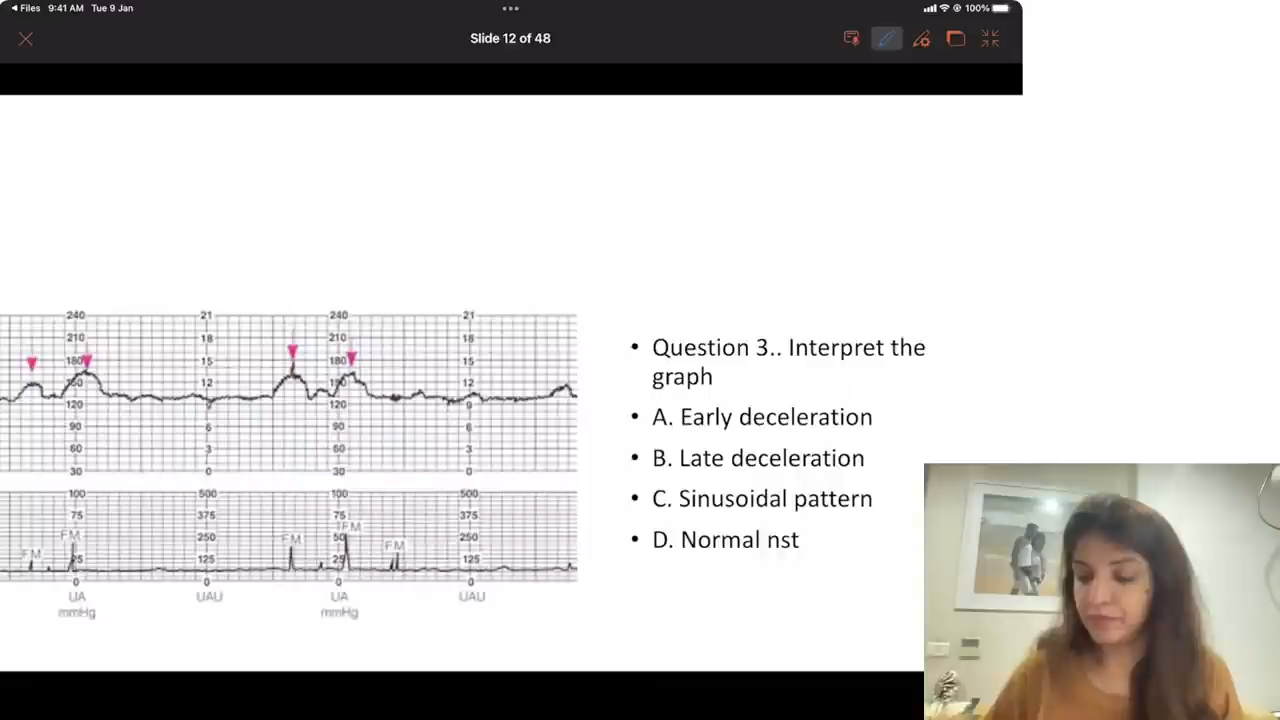 Files 9:41 AM Tue 9 Jan
100%
Slide 12 of 48
240 21 240 21
210 18 210 18
180 15 180 15
150 12 150 12
120 9 120 9
90 6 90 6
60 3 60 3
30 0 30 0
100 500 100 500
75 375 75 375
FM 50 250 FM 50 250
FM 25 125 FM 25 FM 125
0 0 0 0
UA UAU UA UAU
mmHg mmHg
• Question 3.. Interpret the
graph
• A. Early deceleration
• B. Late deceleration
• C. Sinusoidal pattern
• D. Normal nst